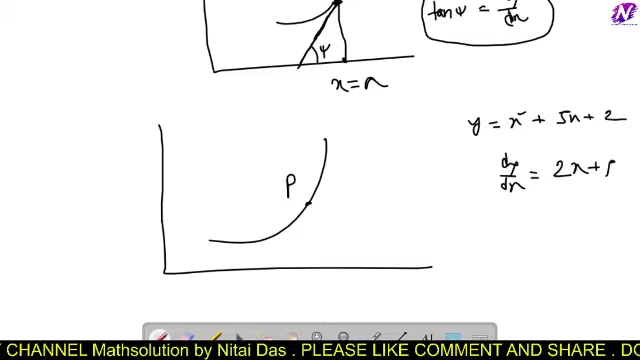 N
tan ψ = dy/dx
ψ
x = x
y = x² + 5x + 2
P
dy/dx = 2x + 5
CHANNEL Mathsolution by Nitai Das . PLEASE LIKE COMMENT AND SHARE . Do